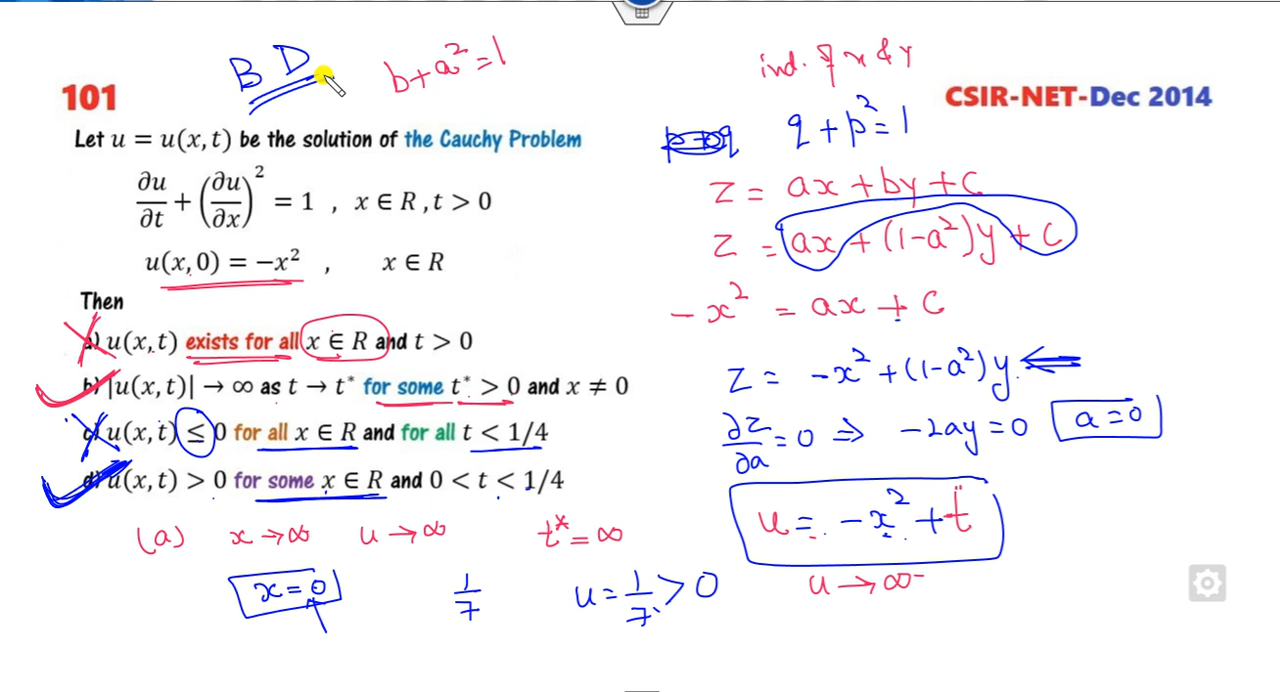 B D b+a²=1 ind. of x & y
101 CSIR-NET-Dec 2014
q + p² = 1
Let u = u(x, t) be the solution of the Cauchy Problem
∂u/∂t + (∂u/∂x)² = 1 , x ∈ R , t > 0
z = ax + by + c
z = ax + (1-a²)y + c
u(x, 0) = −x² , x ∈ R
Then
-x² = ax + c
a) u(x, t) exists for all x ∈ R and t > 0
b) |u(x, t)| → ∞ as t → t* for some t* > 0 and x ≠ 0
z = -x² + (1-a²)y
c) u(x, t) ≤ 0 for all x ∈ R and for all t < 1/4
∂z/∂a = 0 ⇒ -2ay = 0 a = 0
d) u(x, t) > 0 for some x ∈ R and 0 < t < 1/4
u = -x² + t
(a) x → ∞ u → ∞ t* = ∞
x = 0 1/7 u = 1/7 > 0 u → ∞